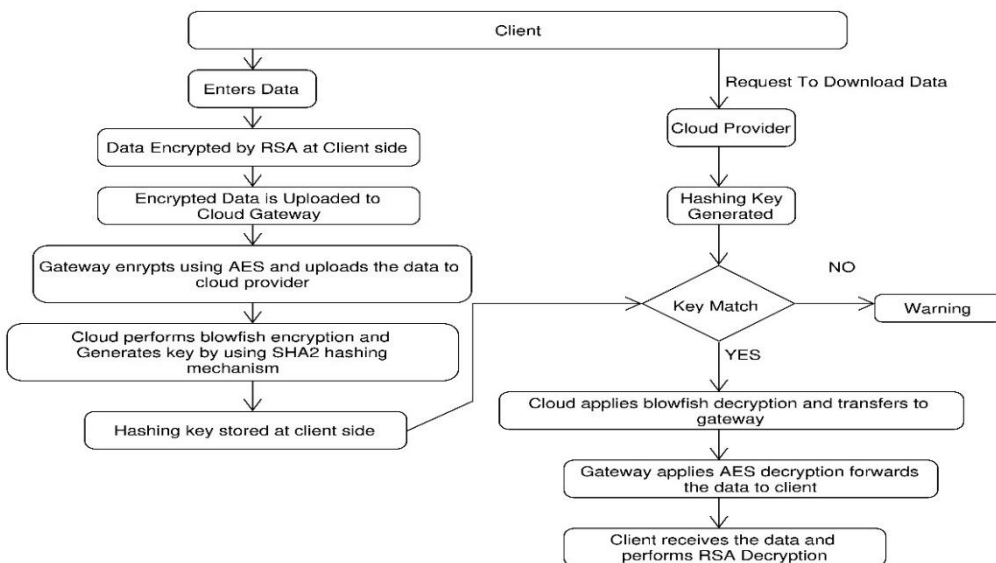 Client
Enters Data
Data Encrypted by RSA at Client side
Encrypted Data is Uploaded to
Cloud Gateway
Gateway enrypts using AES and uploads the data to
cloud provider
Cloud performs blowfish encryption and
Generates key by using SHA2 hashing
mechanism
Hashing key stored at client side
Request To Download Data
Cloud Provider
Hashing Key
Generated
Key Match
NO
Warning
YES
Cloud applies blowfish decryption and transfers to
gateway
Gateway applies AES decryption forwards
the data to client
Client receives the data and
performs RSA Decryption